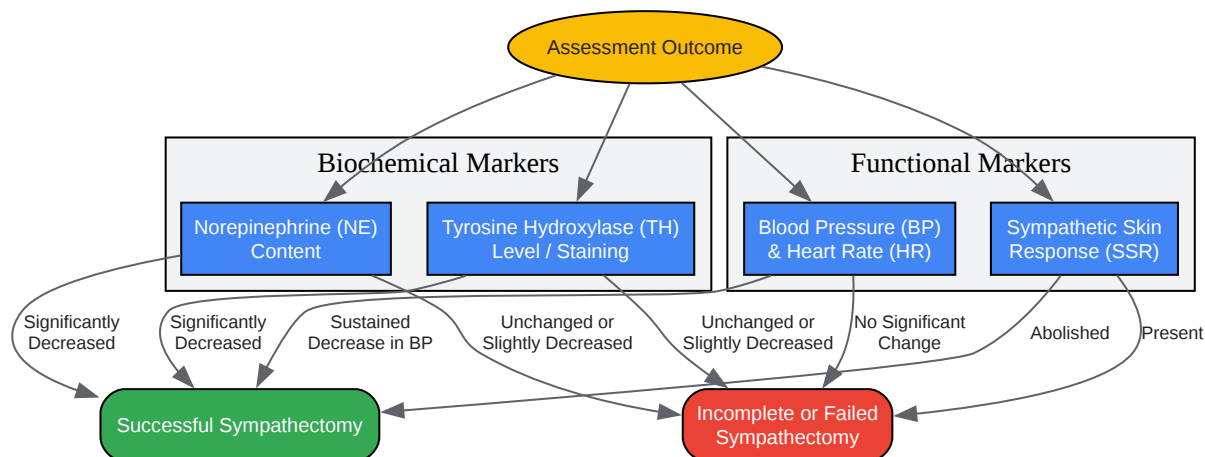 Assessment Outcome
Biochemical Markers
Functional Markers
Norepinephrine (NE)
Content
Tyrosine Hydroxylase (TH)
Level / Staining
Blood Pressure (BP)
& Heart Rate (HR)
Sympathetic Skin
Response (SSR)
Significantly
Decreased
Significantly
Decreased
Sustained
Decrease in BP
Unchanged or
Slightly Decreased
Unchanged or
Slightly Decreased
No Significant
Change
Abolished
Present
Successful Sympathectomy
Incomplete or Failed
Sympathectomy